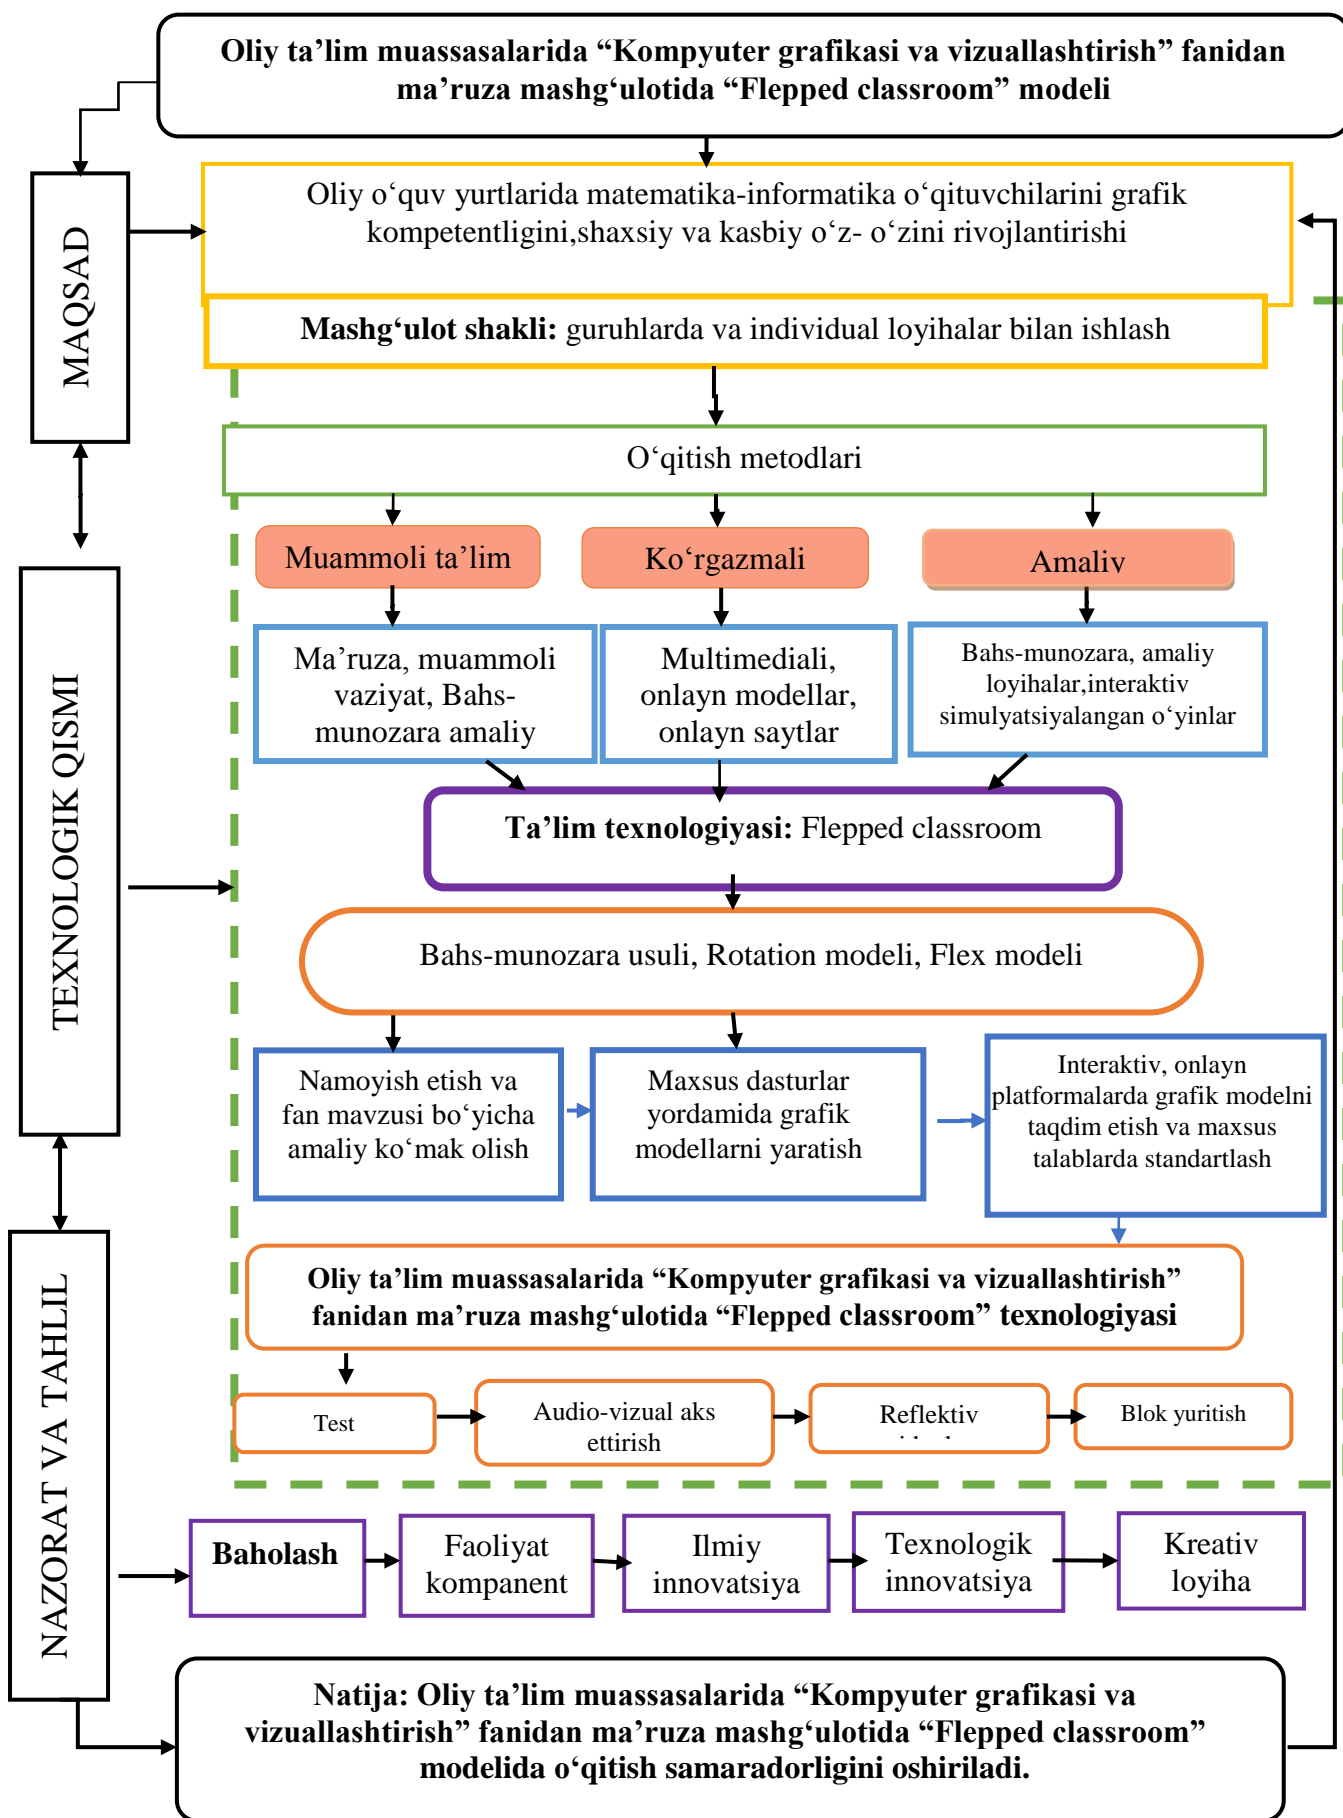 Oliy ta’lim muassasalarida “Kompyuter grafikasi va vizuallashtirish” fanidan
ma’ruza mashg‘ulotida “Flepped classroom” modeli
MAQSAD
Oliy o‘quv yurtlarida matematika-informatika o‘qituvchilarini grafik
kompetentligini,shaxsiy va kasbiy o‘z- o‘zini rivojlantirishi
Mashg‘ulot shakli: guruhlarda va individual loyihalar bilan ishlash
O‘qitish metodlari
Muammoli ta’lim
Ko‘rgazmali
Amaliy
TEXNOLOGIK QISMI
Ma’ruza, muammoli
vaziyat, Bahs-
munozara amaliy
Multimediali,
onlayn modellar,
onlayn saytlar
Bahs-munozara, amaliy
loyihalar,interaktiv
simulyatsiyalangan o‘yinlar
Ta’lim texnologiyasi: Flepped classroom
Bahs-munozara usuli, Rotation modeli, Flex modeli
Namoyish etish va
fan mavzusi bo‘yicha
amaliy ko‘mak olish
Maxsus dasturlar
yordamida grafik
modellarni yaratish
Interaktiv, onlayn
platformalarda grafik modelni
taqdim etish va maxsus
talablarda standartlash
NAZORAT VA TAHLIL
Oliy ta’lim muassasalarida “Kompyuter grafikasi va vizuallashtirish”
fanidan ma’ruza mashg‘ulotida “Flepped classroom” texnologiyasi
Test
Audio-vizual aks
ettirish
Reflektiv
Blok yuritish
Baholash
Faoliyat
kompanent
Ilmiy
innovatsiya
Texnologik
innovatsiya
Kreativ
loyiha
Natija: Oliy ta’lim muassasalarida “Kompyuter grafikasi va
vizuallashtirish” fanidan ma’ruza mashg‘ulotida “Flepped classroom”
modelida o‘qitish samaradorligini oshiriladi.